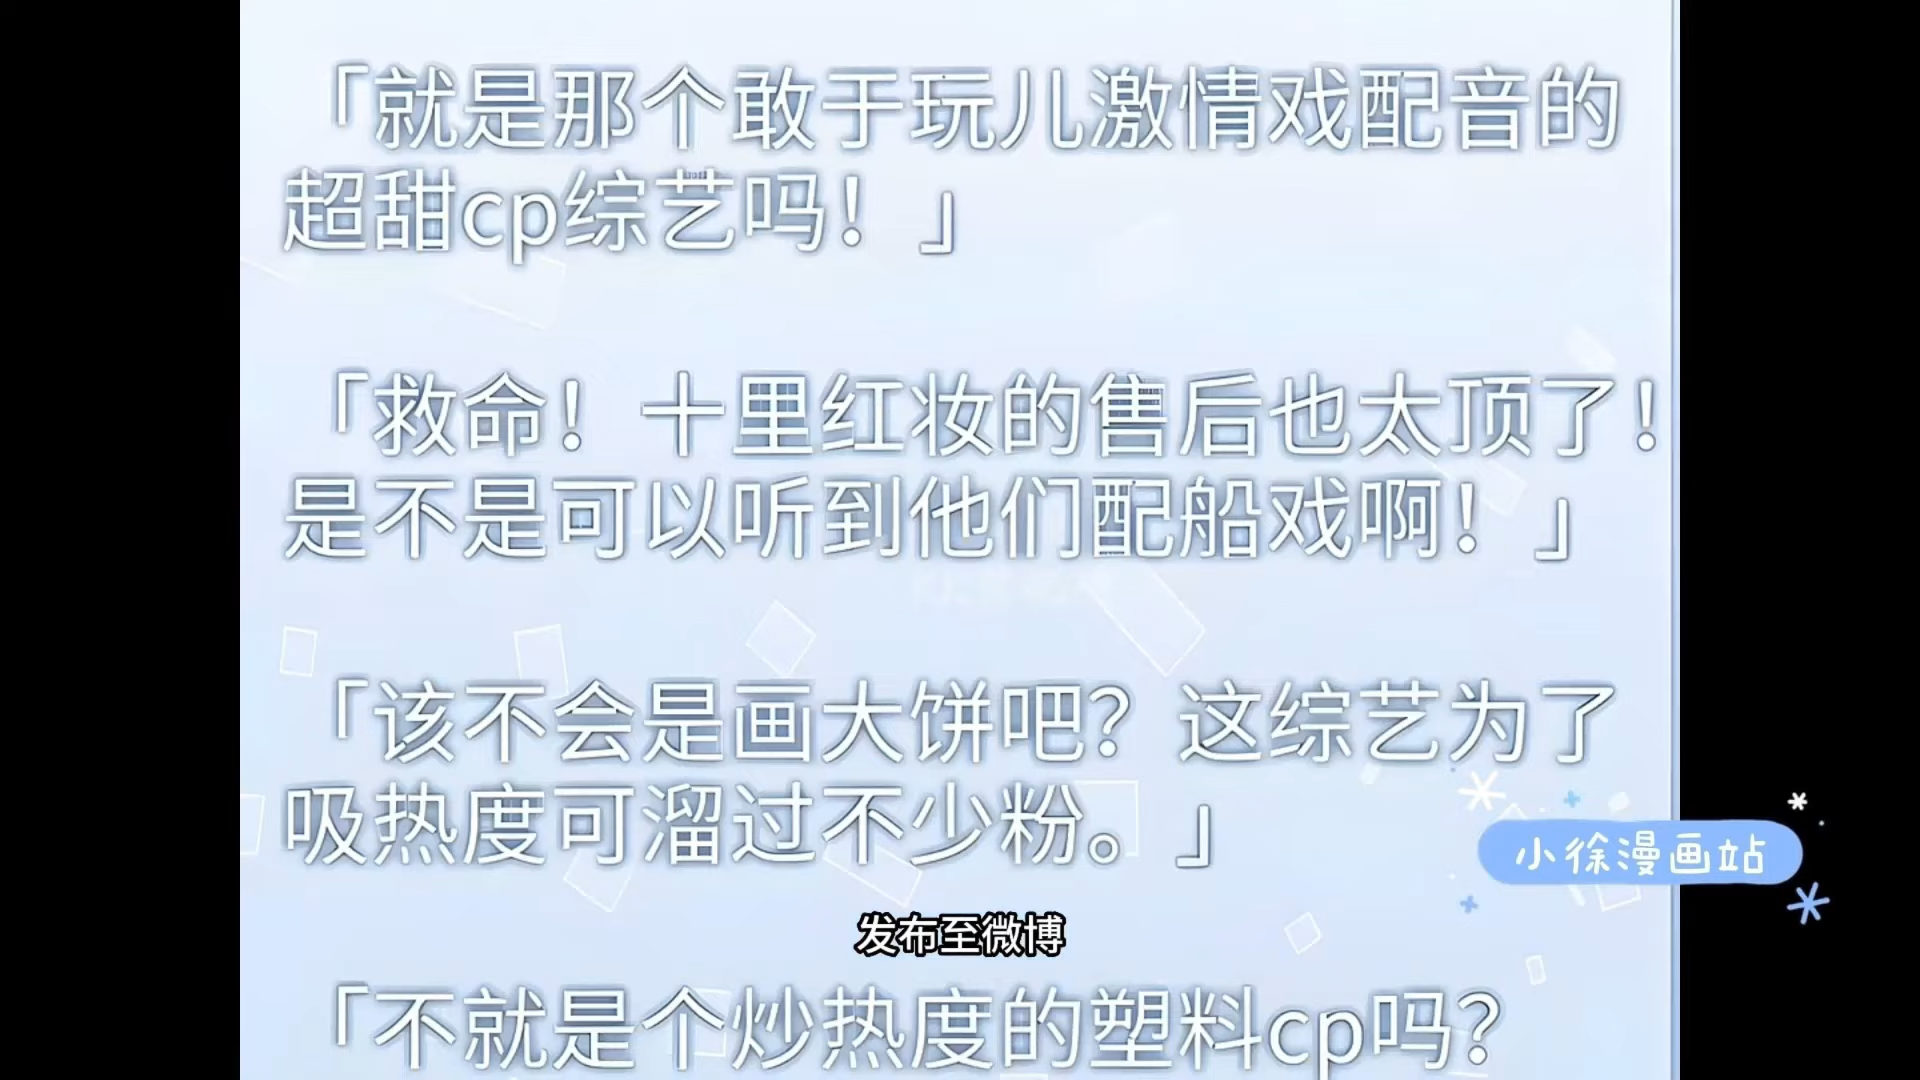 「就是那个敢于玩儿激情戏配音的
超甜cp综艺吗！」
「救命！十里红妆的售后也太顶了！
是不是可以听到他们配船戏啊！」
「该不会是画大饼吧？这综艺为了
吸热度可溜过不少粉。」
小徐漫画站
发布至微博
「不就是个炒热度的塑料cp吗？